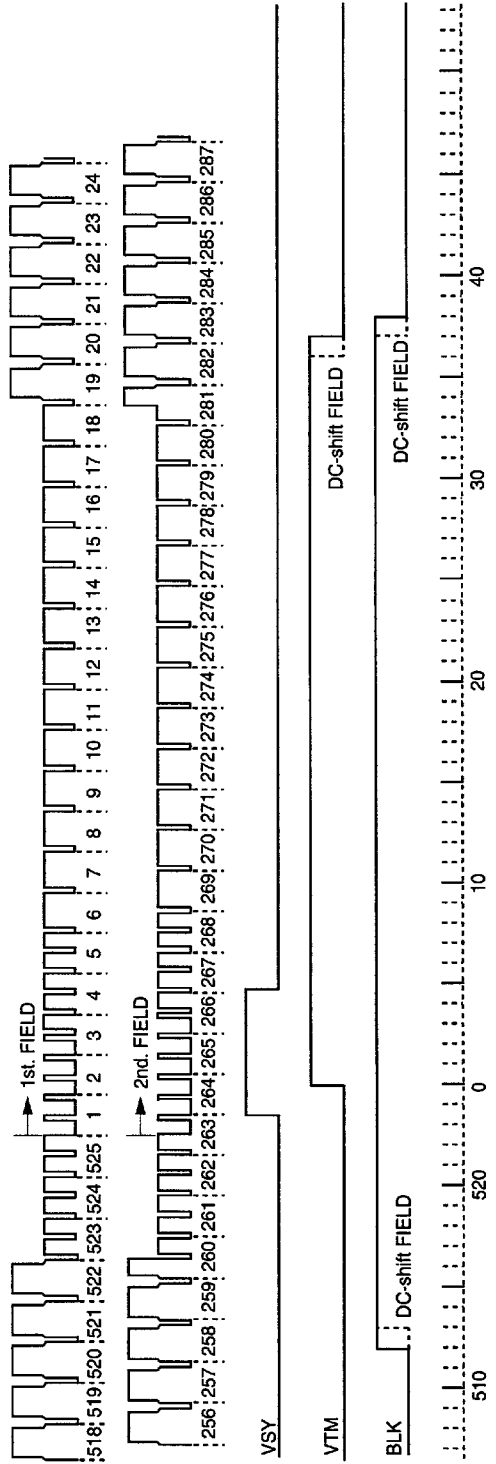 1st. FIELD
518 519 520 521 522 523 524 525 1 2 3 4 5 6 7 8 9 10 11 12 13 14 15 16 17 18 19 20 21 22 23 24
2nd. FIELD
256 257 258 259 260 261 262 263 264 265 266 267 268 269 270 271 272 273 274 275 276 277 278 279 280 281 282 283 284 285 286 287
VSY
VTM
DC-shift FIELD
BLK
DC-shift FIELD
DC-shift FIELD
510 520 0 10 20 30 40